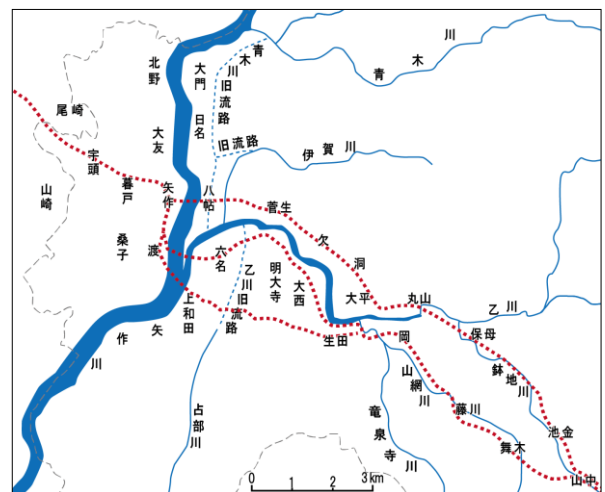 北野
大門
青木川旧流路
青木川
尾崎
日名
大友
旧流路
伊賀川
宇頭
山崎
暮戸
矢作
八帖
菅生
欠
桑子
渡
六名
洞
明大寺
大西
大平
丸山
乙川
上和田
乙川旧流路
矢作川
生田
岡
保母
鉢地川
山綱川
占部川
竜泉寺川
藤川
舞木
池金
山中
0 1 2 3km